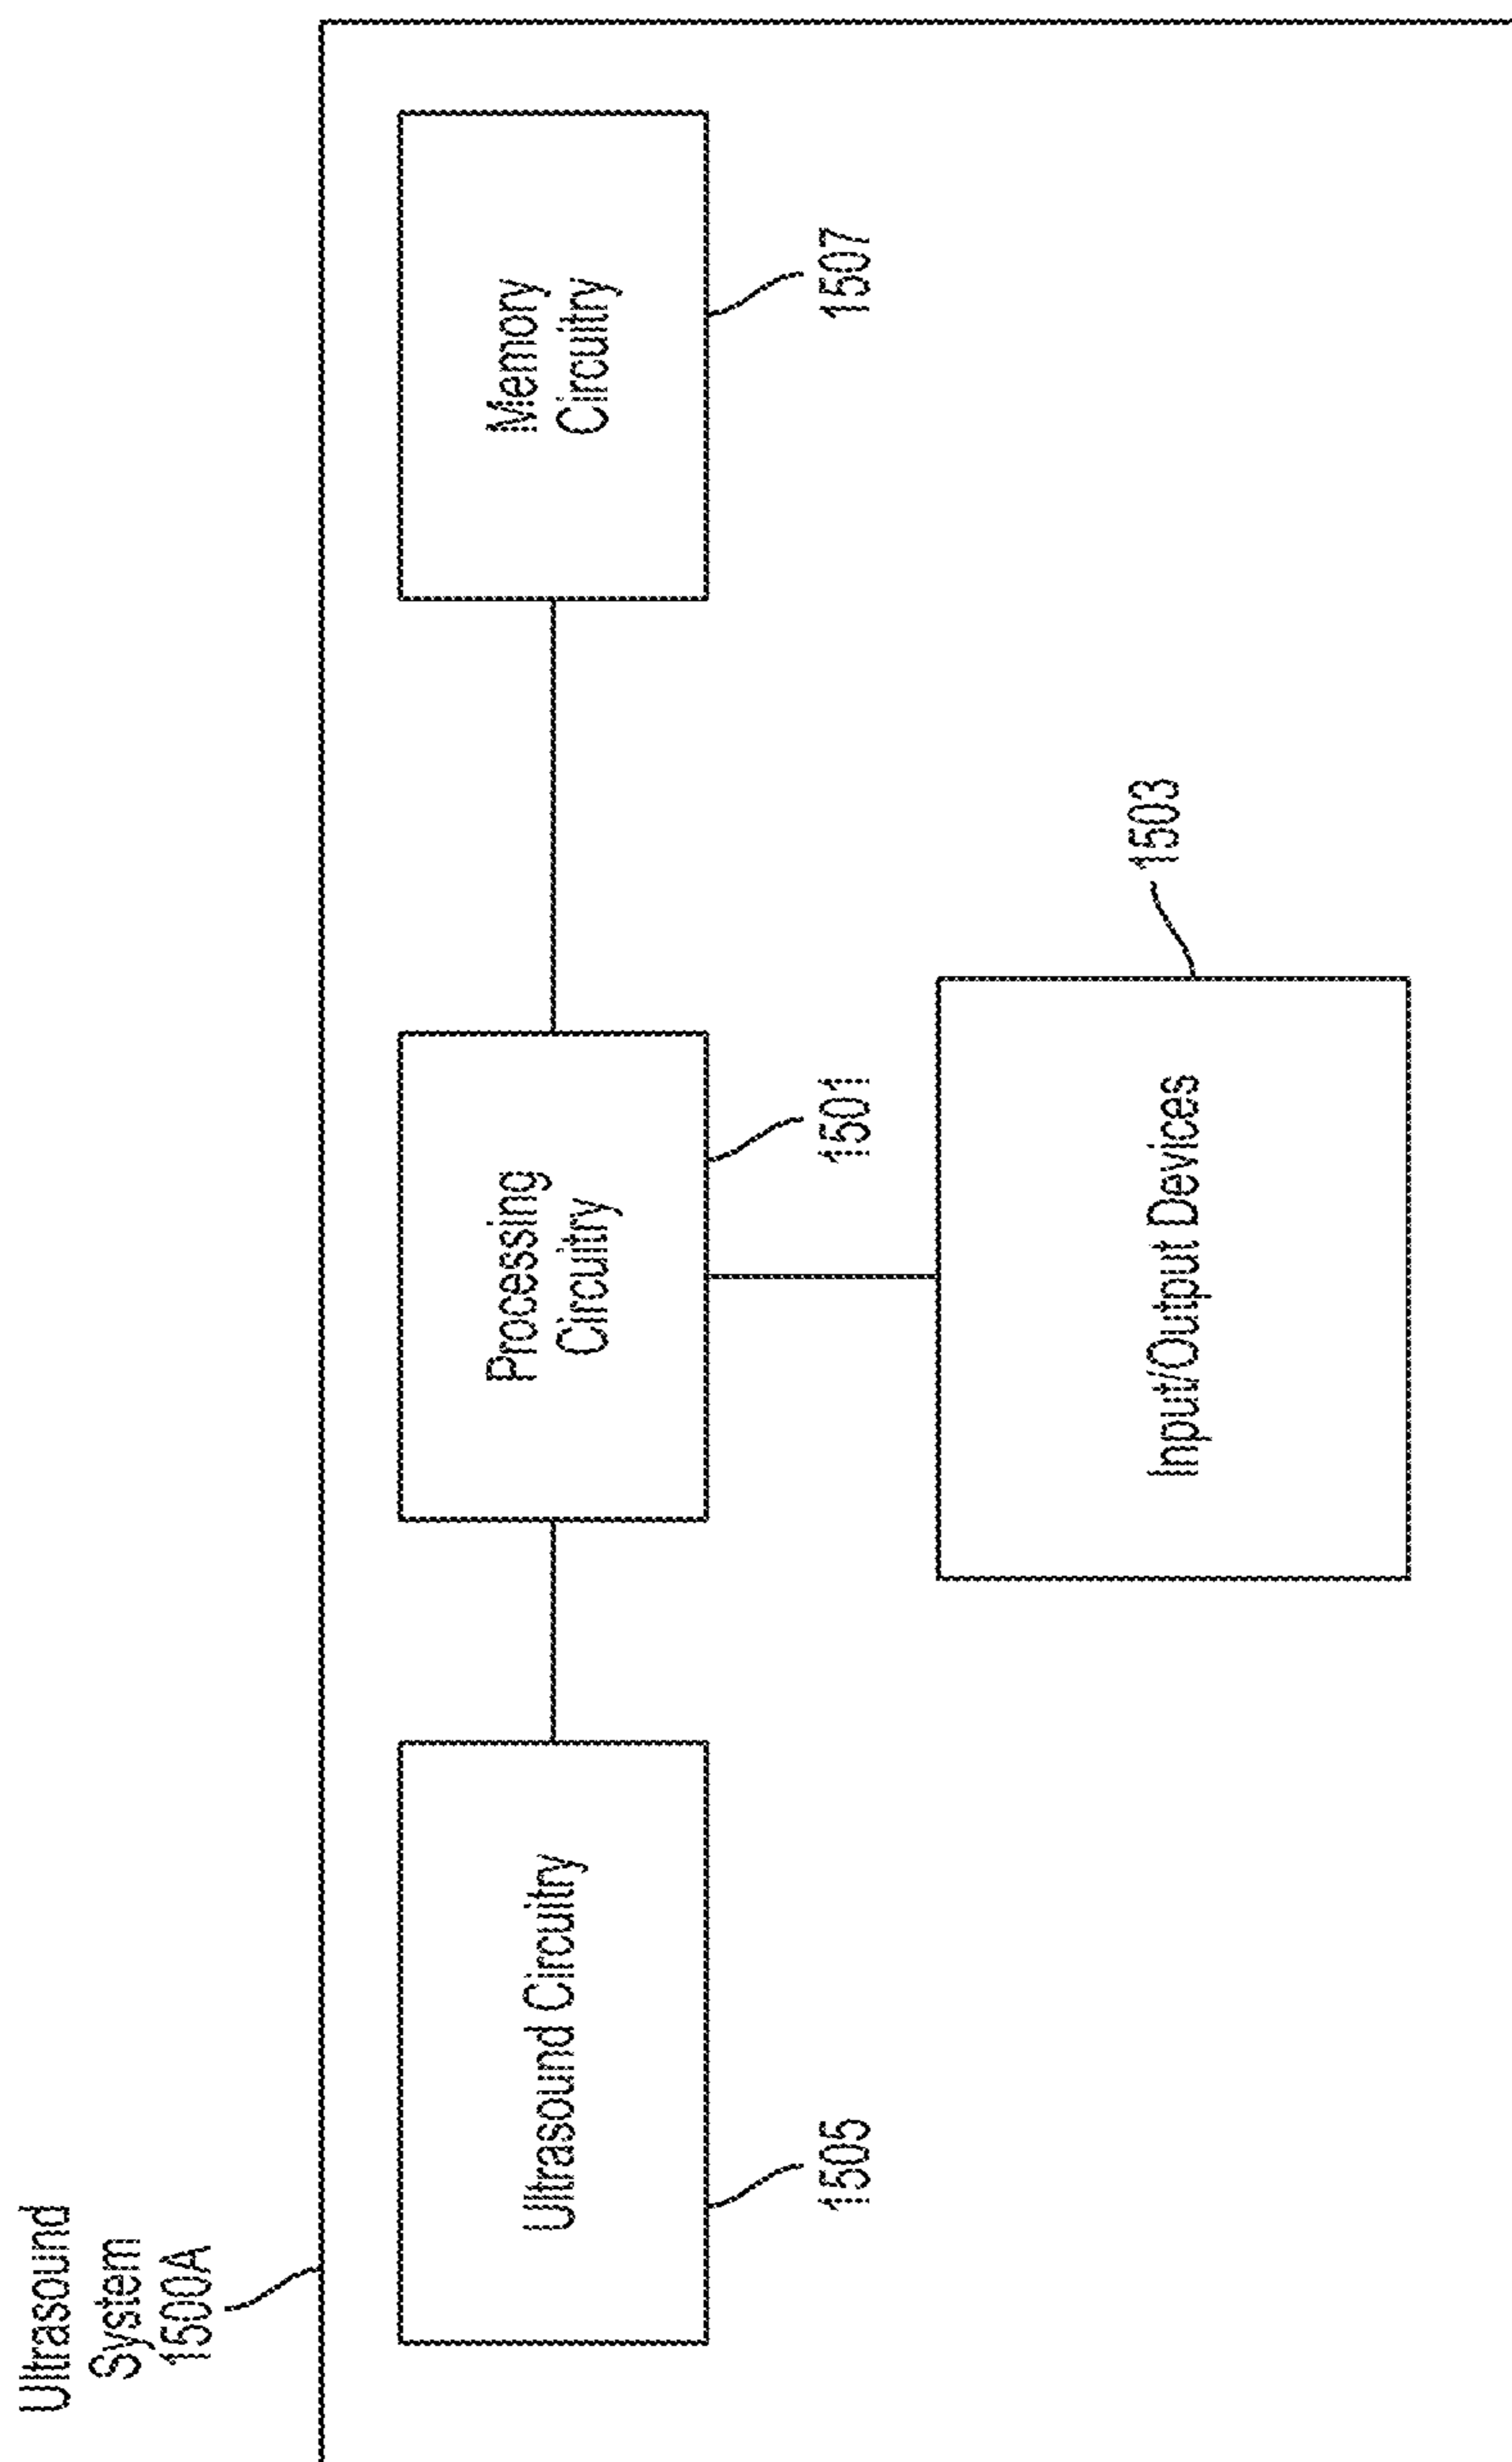 Ultrasound
System
1500A
Ultrasound Circuitry
1505
Processing
Circuitry
1501
Memory
Circuitry
1507
Input/Output Devices
1503